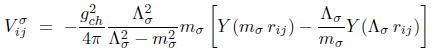 $V_{ij}^{\sigma} = -\frac{g_{ch}^{2}}{4\pi} \frac{\Lambda_{\sigma}^{2}}{\Lambda_{\sigma}^{2} - m_{\sigma}^{2}} m_{\sigma} \left[ Y(m_{\sigma}\, r_{ij}) - \frac{\Lambda_{\sigma}}{m_{\sigma}} Y(\Lambda_{\sigma}\, r_{ij}) \right]$